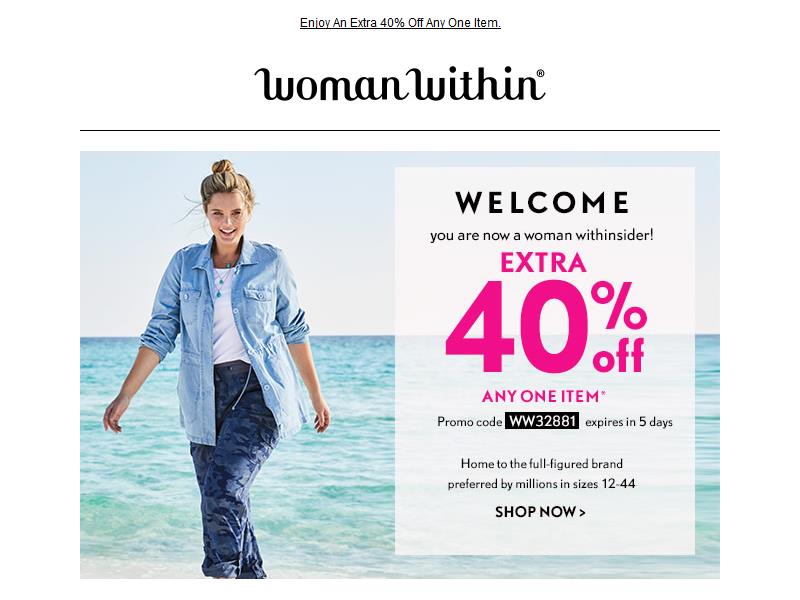 Enjoy An Extra 40% Off Any One Item.
woman within®
WELCOME
you are now a woman withinsider!
EXTRA
40% off
ANY ONE ITEM*
Promo code WW32881 expires in 5 days
Home to the full-figured brand
preferred by millions in sizes 12-44
SHOP NOW >